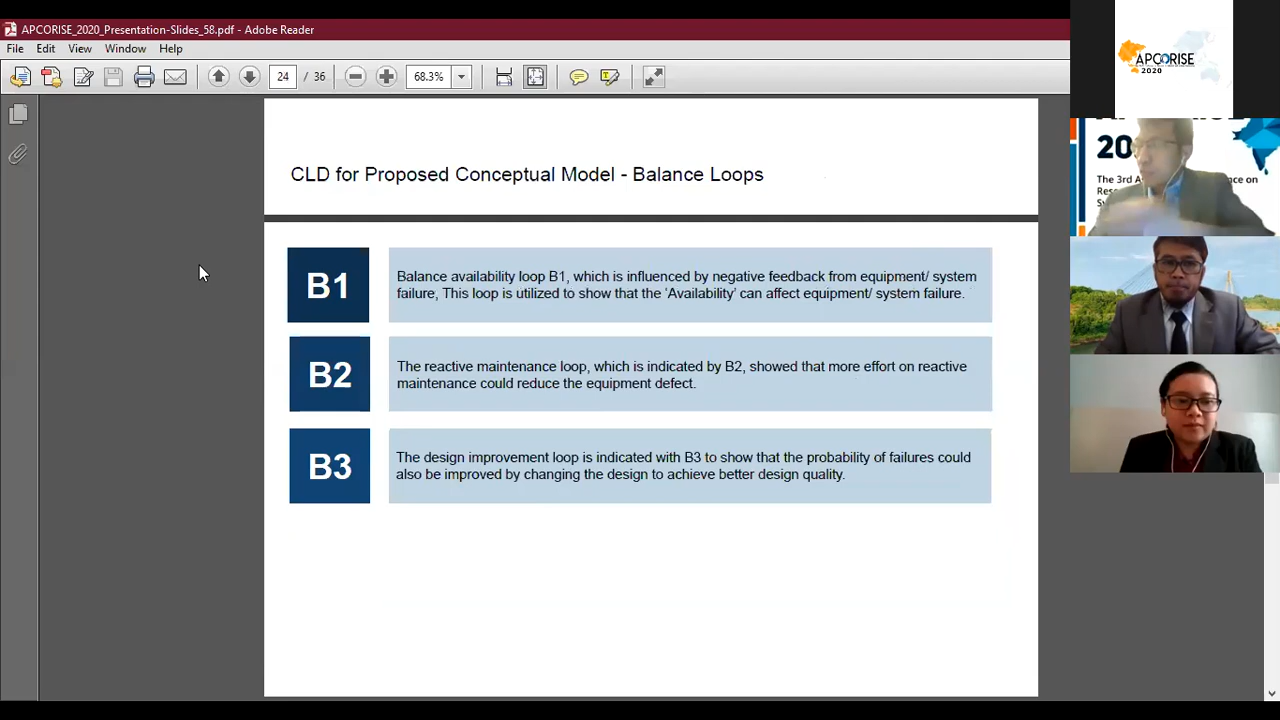 APCORISE_2020_Presentation-Slides_58.pdf - Adobe Reader
File Edit View Window Help
24 / 36 68.3%
CLD for Proposed Conceptual Model - Balance Loops
B1
Balance availability loop B1, which is influenced by negative feedback from equipment/ system
failure, This loop is utilized to show that the ‘Availability’ can affect equipment/ system failure.
B2
The reactive maintenance loop, which is indicated by B2, showed that more effort on reactive
maintenance could reduce the equipment defect.
B3
The design improvement loop is indicated with B3 to show that the probability of failures could
also be improved by changing the design to achieve better design quality.
APCORISE
2020
The 3rd
on